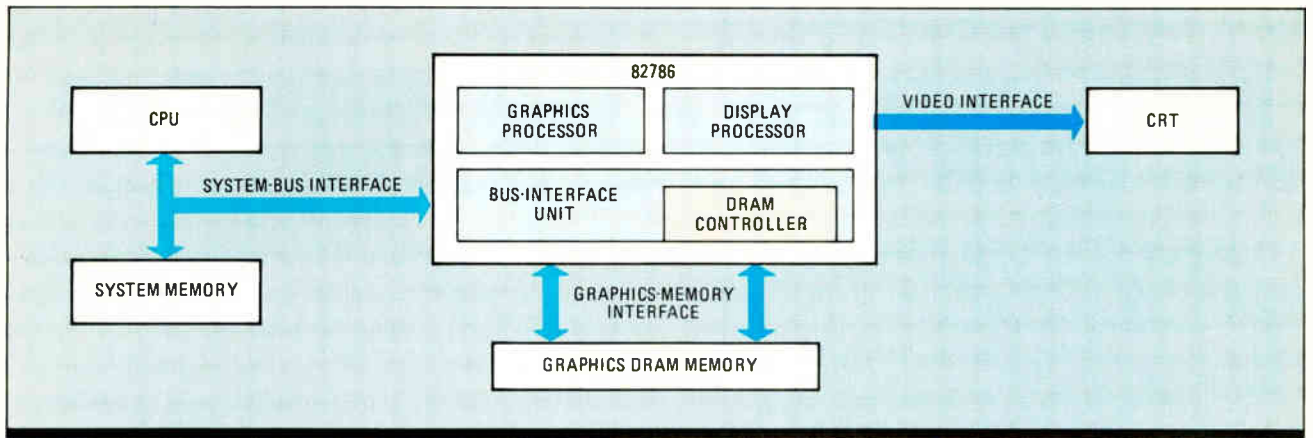 82786
GRAPHICS
PROCESSOR
DISPLAY
PROCESSOR
VIDEO INTERFACE
CPU
CRT
SYSTEM-BUS INTERFACE
BUS-INTERFACE
UNIT
DRAM
CONTROLLER
SYSTEM MEMORY
GRAPHICS-MEMORY
INTERFACE
GRAPHICS DRAM MEMORY